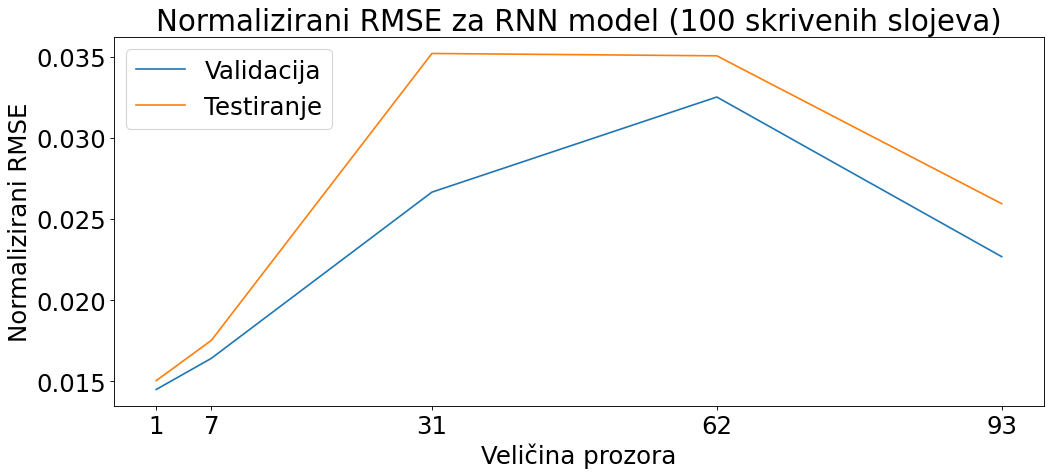 Normalizirani RMSE za RNN model (100 skrivenih slojeva)
Validacija
Testiranje
Normalizirani RMSE
0.035
0.030
0.025
0.020
0.015
1 7 31 62 93
Veličina prozora